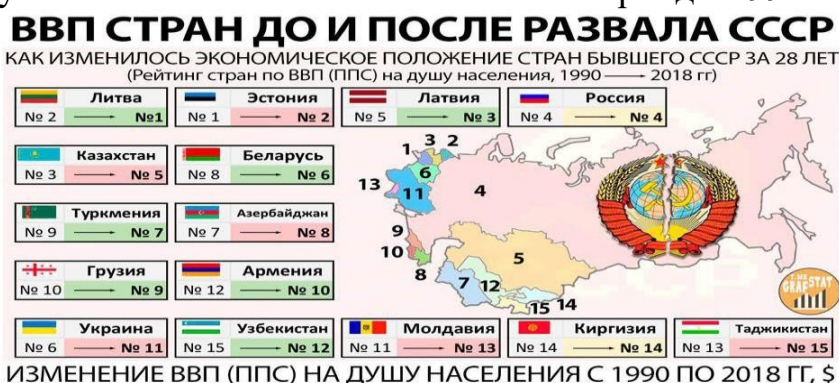 ВВП СТРАН ДО И ПОСЛЕ РАЗВАЛА СССР
КАК ИЗМЕНИЛОСЬ ЭКОНОМИЧЕСКОЕ ПОЛОЖЕНИЕ СТРАН БЫВШЕГО СССР ЗА 28 ЛЕТ
(Рейтинг стран по ВВП (ППС) на душу населения, 1990 → 2018 гг)
Литва
№ 2 → №1
Эстония
№ 1 → № 2
Латвия
№ 5 → № 3
Россия
№ 4 → № 4
Казахстан
№ 3 → № 5
Беларусь
№ 8 → № 6
Туркмения
№ 9 → № 7
Азербайджан
№ 7 → № 8
Грузия
№ 10 → № 9
Армения
№ 12 → № 10
1 3 2
6
13 11 4
9
10
8
5
7 12
15 14
T.ME
GRAFSTAT
Украина
№ 6 → № 11
Узбекистан
№ 15 → № 12
Молдавия
№ 11 → № 13
Киргизия
№ 14 → № 14
Таджикистан
№ 13 → № 15
ИЗМЕНЕНИЕ ВВП (ППС) НА ДУШУ НАСЕЛЕНИЯ С 1990 ПО 2018 ГГ, $